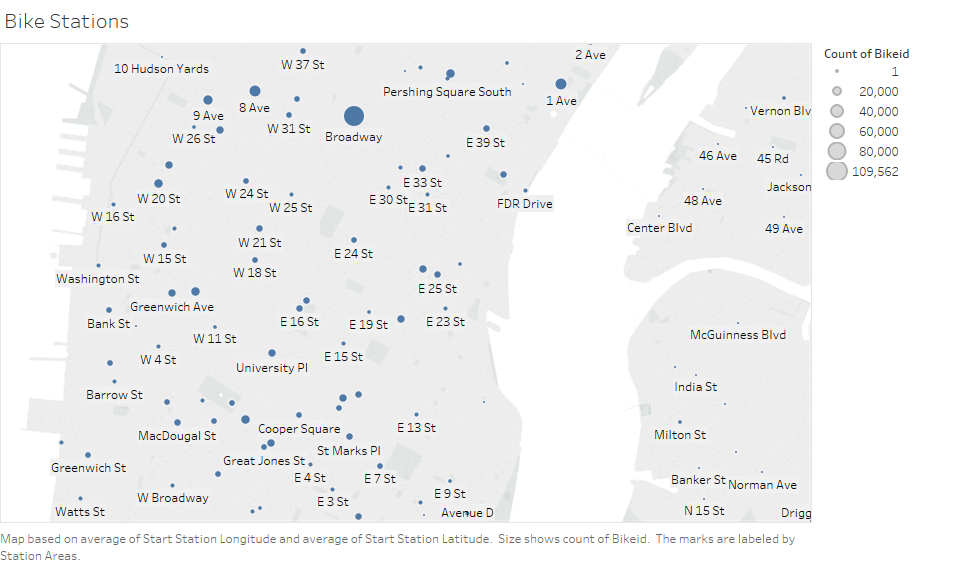 Bike Stations
2 Ave
Count of Bikeid
10 Hudson Yards
W 37 St
1
Pershing Square South
20,000
1 Ave
8 Ave
9 Ave
Vernon Blv
40,000
W 31 St
60,000
W 26 St
Broadway
E 39 St
80,000
46 Ave
45 Rd
109,562
E 33 St
Jackson
W 24 St
W 20 St
E 30 St
48 Ave
FDR Drive
W 25 St
E 31 St
W 16 St
Center Blvd
49 Ave
W 21 St
E 24 St
W 15 St
W 18 St
Washington St
E 25 St
Greenwich Ave
Bank St
E 16 St
E 19 St
E 23 St
McGuinness Blvd
W 11 St
E 15 St
W 4 St
University Pl
India St
Barrow St
E 13 St
Cooper Square
MacDougal St
Milton St
St Marks Pl
Great Jones St
Greenwich St
E 4 St
E 7 St
Banker St
Norman Ave
E 9 St
W Broadway
E 3 St
Watts St
Avenue D
N 15 St
Drigg
Map based on average of Start Station Longitude and average of Start Station Latitude.  Size shows count of Bikeid.  The marks are labeled by
Station Areas.